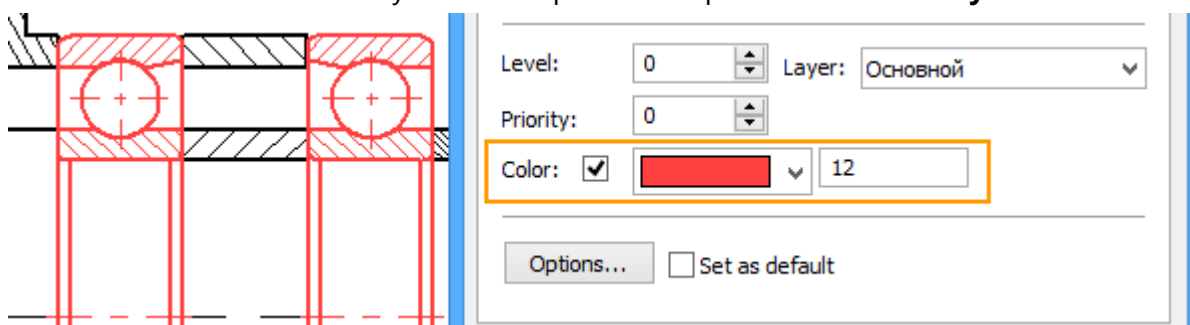 Level: 0 Layer: Основной
Priority: 0
Color: 12
Options... Set as default